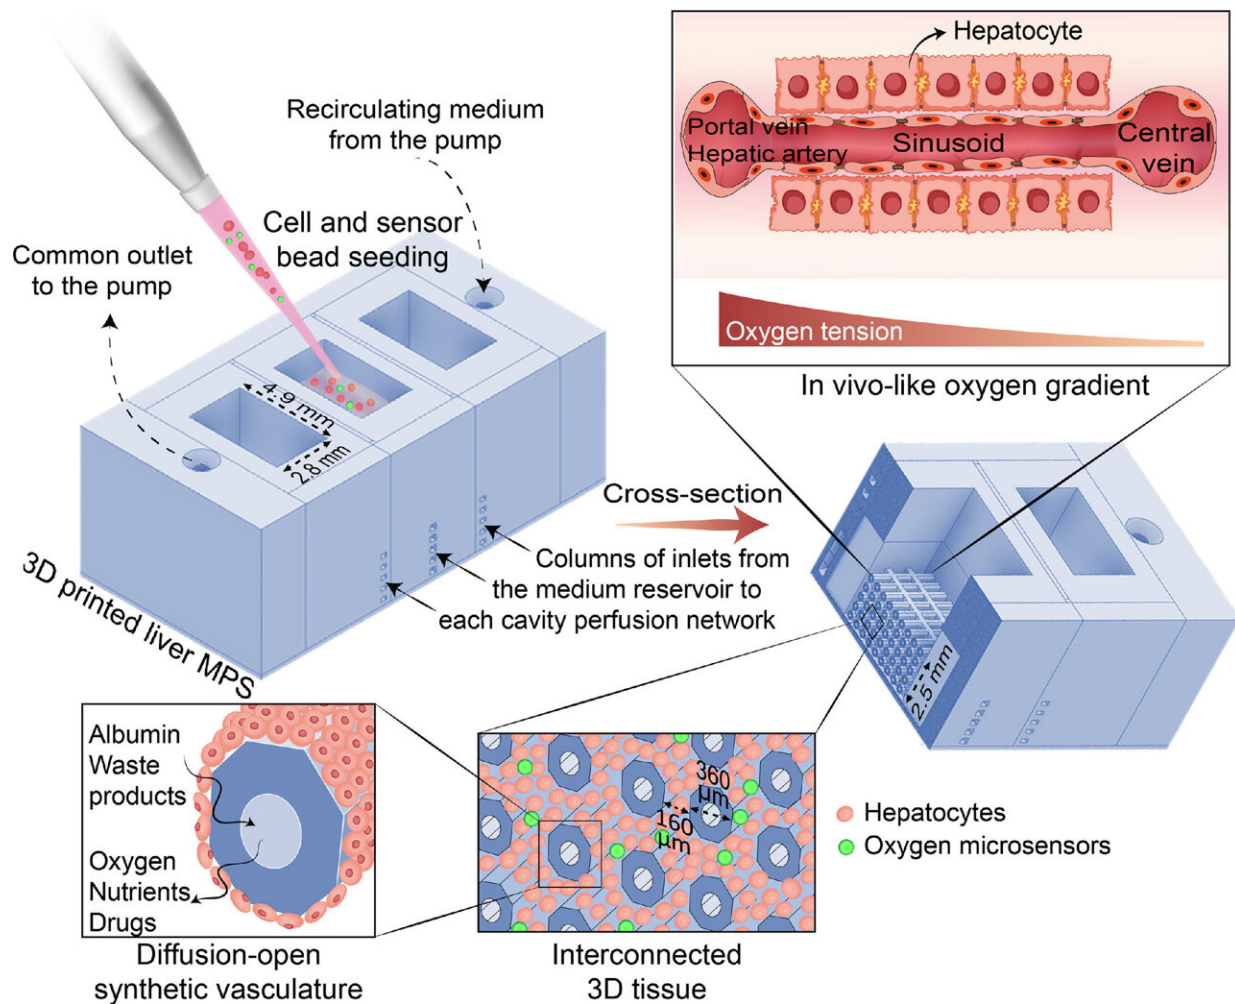 Recirculating medium
from the pump
Cell and sensor
bead seeding
Common outlet
to the pump
4.9 mm
2.8 mm
3D printed liver MPS
Columns of inlets from
the medium reservoir to
each cavity perfusion network
Cross-section
Hepatocyte
Portal vein
Hepatic artery
Sinusoid
Central
vein
Oxygen tension
In vivo-like oxygen gradient
2.5 mm
Albumin
Waste
products
Oxygen
Nutrients
Drugs
Diffusion-open
synthetic vasculature
360
µm
160
µm
Interconnected
3D tissue
Hepatocytes
Oxygen microsensors